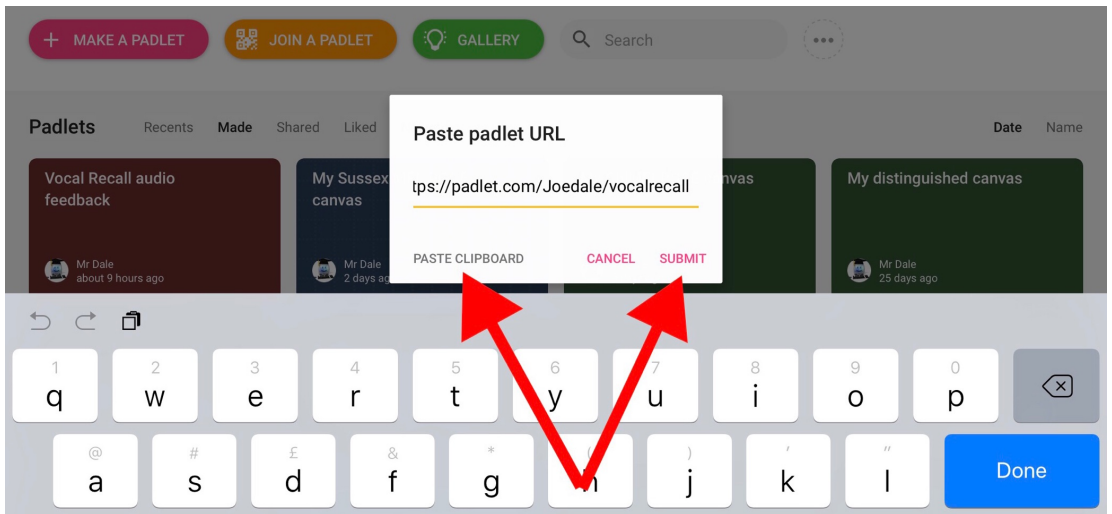 + MAKE A PADLET JOIN A PADLET GALLERY Search •••
Padlets Recents Made Shared Liked Date Name
Paste padlet URL
tps://padlet.com/Joedale/vocalrecall
PASTE CLIPBOARD CANCEL SUBMIT
Vocal Recall audio
feedback
Mr Dale
about 9 hours ago
My Sussex
canvas
Mr Dale
2 days ag
nvas
My distinguished canvas
Mr Dale
25 days ago
1 2 3 4 5 6 7 8 9 0
q w e r t y u i o p
@ # £ & * ( ) ' "
a s d f g h j k l Done